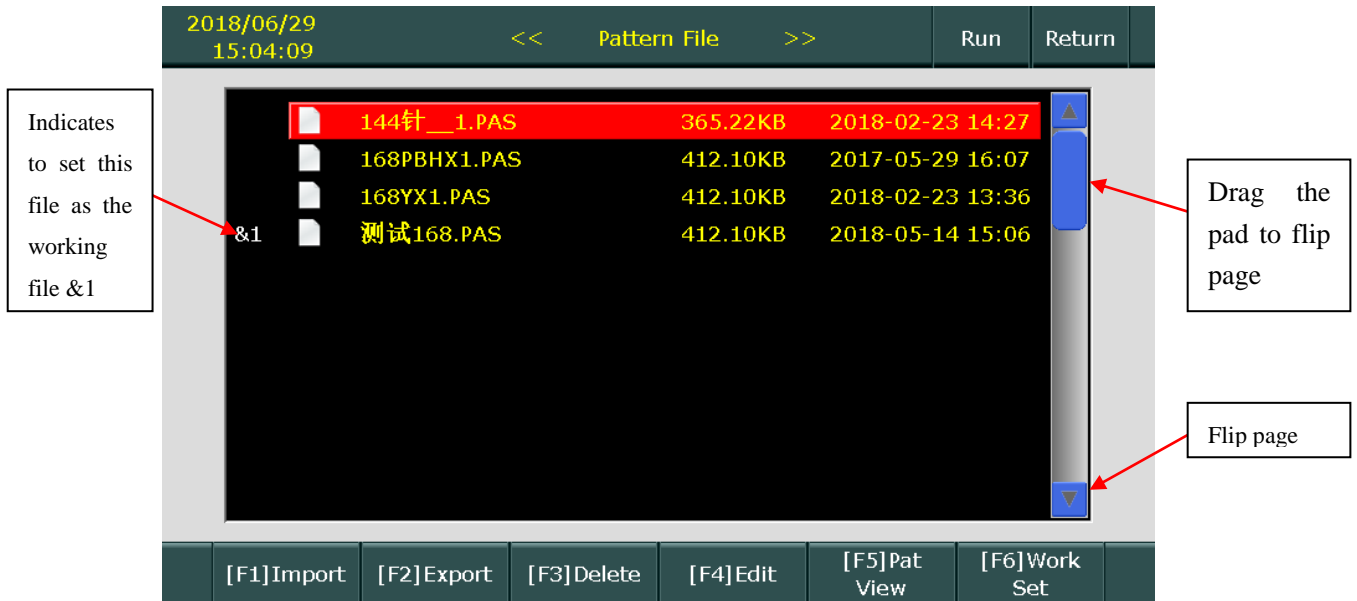 2018/06/29
15:04:09
<< Pattern File >>
Run
Return
Indicates
to set this
file as the
working
file &1
144针__1.PAS 365.22KB 2018-02-23 14:27
168PBHX1.PAS 412.10KB 2017-05-29 16:07
168YX1.PAS 412.10KB 2018-02-23 13:36
&1 测试168.PAS 412.10KB 2018-05-14 15:06
Drag the
pad to flip
page
Flip page
[F1]Import
[F2]Export
[F3]Delete
[F4]Edit
[F5]Pat
View
[F6]Work
Set